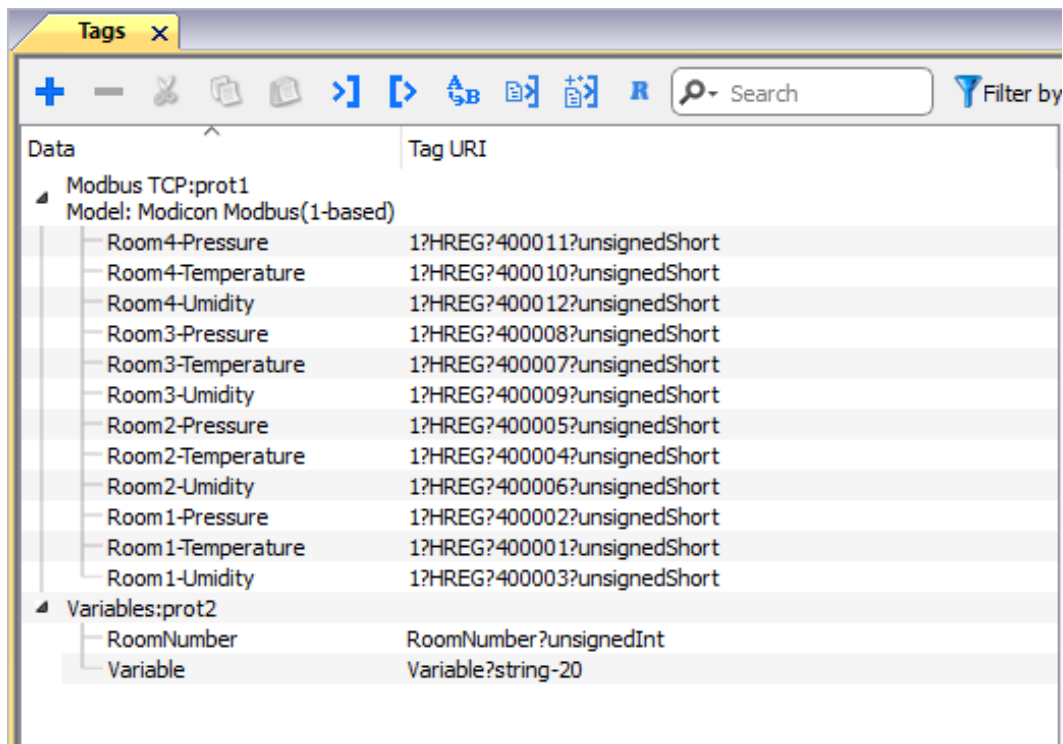 Tags
Search
Filter by
Data Tag URI
Modbus TCP:prot1
Model: Modicon Modbus(1-based)
Room4-Pressure 1?HREG?400011?unsignedShort
Room4-Temperature 1?HREG?400010?unsignedShort
Room4-Umidity 1?HREG?400012?unsignedShort
Room3-Pressure 1?HREG?400008?unsignedShort
Room3-Temperature 1?HREG?400007?unsignedShort
Room3-Umidity 1?HREG?400009?unsignedShort
Room2-Pressure 1?HREG?400005?unsignedShort
Room2-Temperature 1?HREG?400004?unsignedShort
Room2-Umidity 1?HREG?400006?unsignedShort
Room1-Pressure 1?HREG?400002?unsignedShort
Room1-Temperature 1?HREG?400001?unsignedShort
Room1-Umidity 1?HREG?400003?unsignedShort
Variables:prot2
RoomNumber RoomNumber?unsignedInt
Variable Variable?string-20